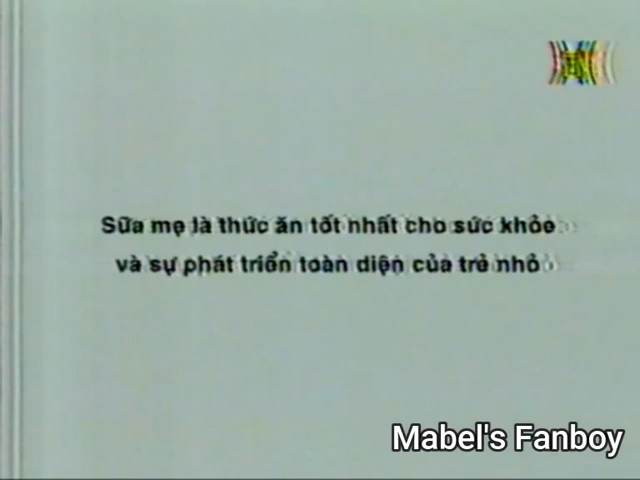 Sữa mẹ là thức ăn tốt nhất cho sức khỏe
và sự phát triển toàn diện của trẻ nhỏ
Mabel's Fanboy